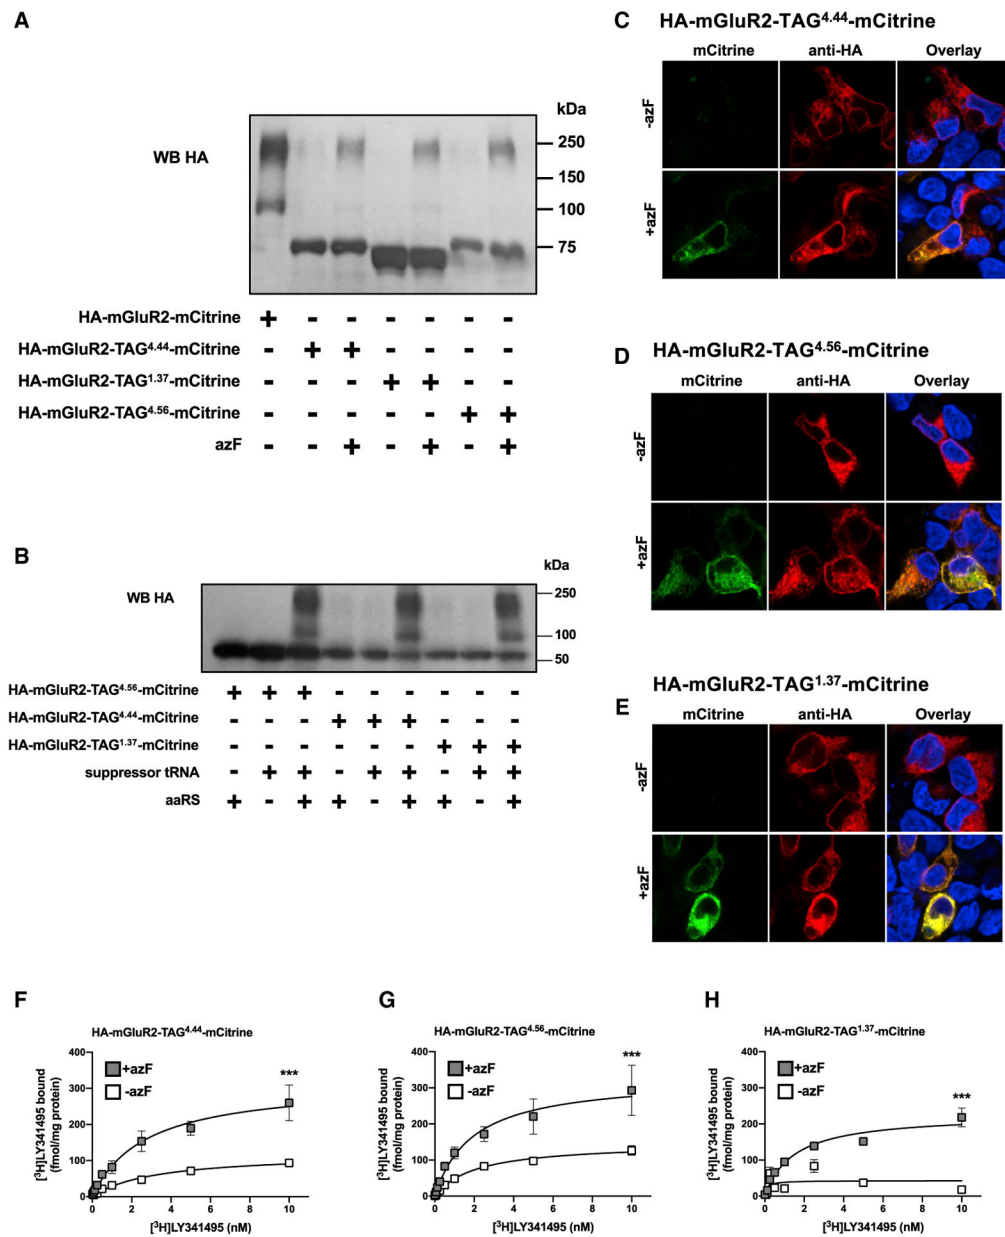 A
kDa
WB HA
250
150
100
75
HA-mGluR2-mCitrine + - - - - - -
HA-mGluR2-TAG4.44-mCitrine - + + - - - -
HA-mGluR2-TAG1.37-mCitrine - - - + + - -
HA-mGluR2-TAG4.56-mCitrine - - - - - + +
azF - - + - + - +
B
kDa
WB HA
250
100
50
HA-mGluR2-TAG4.56-mCitrine + + + - - - - - -
HA-mGluR2-TAG4.44-mCitrine - - - + + + - - -
HA-mGluR2-TAG1.37-mCitrine - - - - - - + + +
suppressor tRNA - + + - + + - + +
aaRS + - + + - + + - +
C HA-mGluR2-TAG4.44-mCitrine
mCitrine anti-HA Overlay
-azF
+azF
D HA-mGluR2-TAG4.56-mCitrine
mCitrine anti-HA Overlay
-azF
+azF
E HA-mGluR2-TAG1.37-mCitrine
mCitrine anti-HA Overlay
-azF
+azF
F
HA-mGluR2-TAG4.44-mCitrine
[3H]LY341495 bound
(fmol/mg protein)
400
300
200
100
0
+azF
-azF
***
0 2 4 6 8 10
[3H]LY341495 (nM)
G
HA-mGluR2-TAG4.56-mCitrine
[3H]LY341495 bound
(fmol/mg protein)
400
300
200
100
0
+azF
-azF
***
0 2 4 6 8 10
[3H]LY341495 (nM)
H
HA-mGluR2-TAG1.37-mCitrine
[3H]LY341495 bound
(fmol/mg protein)
400
300
200
100
0
+azF
-azF
***
0 2 4 6 8 10
[3H]LY341495 (nM)